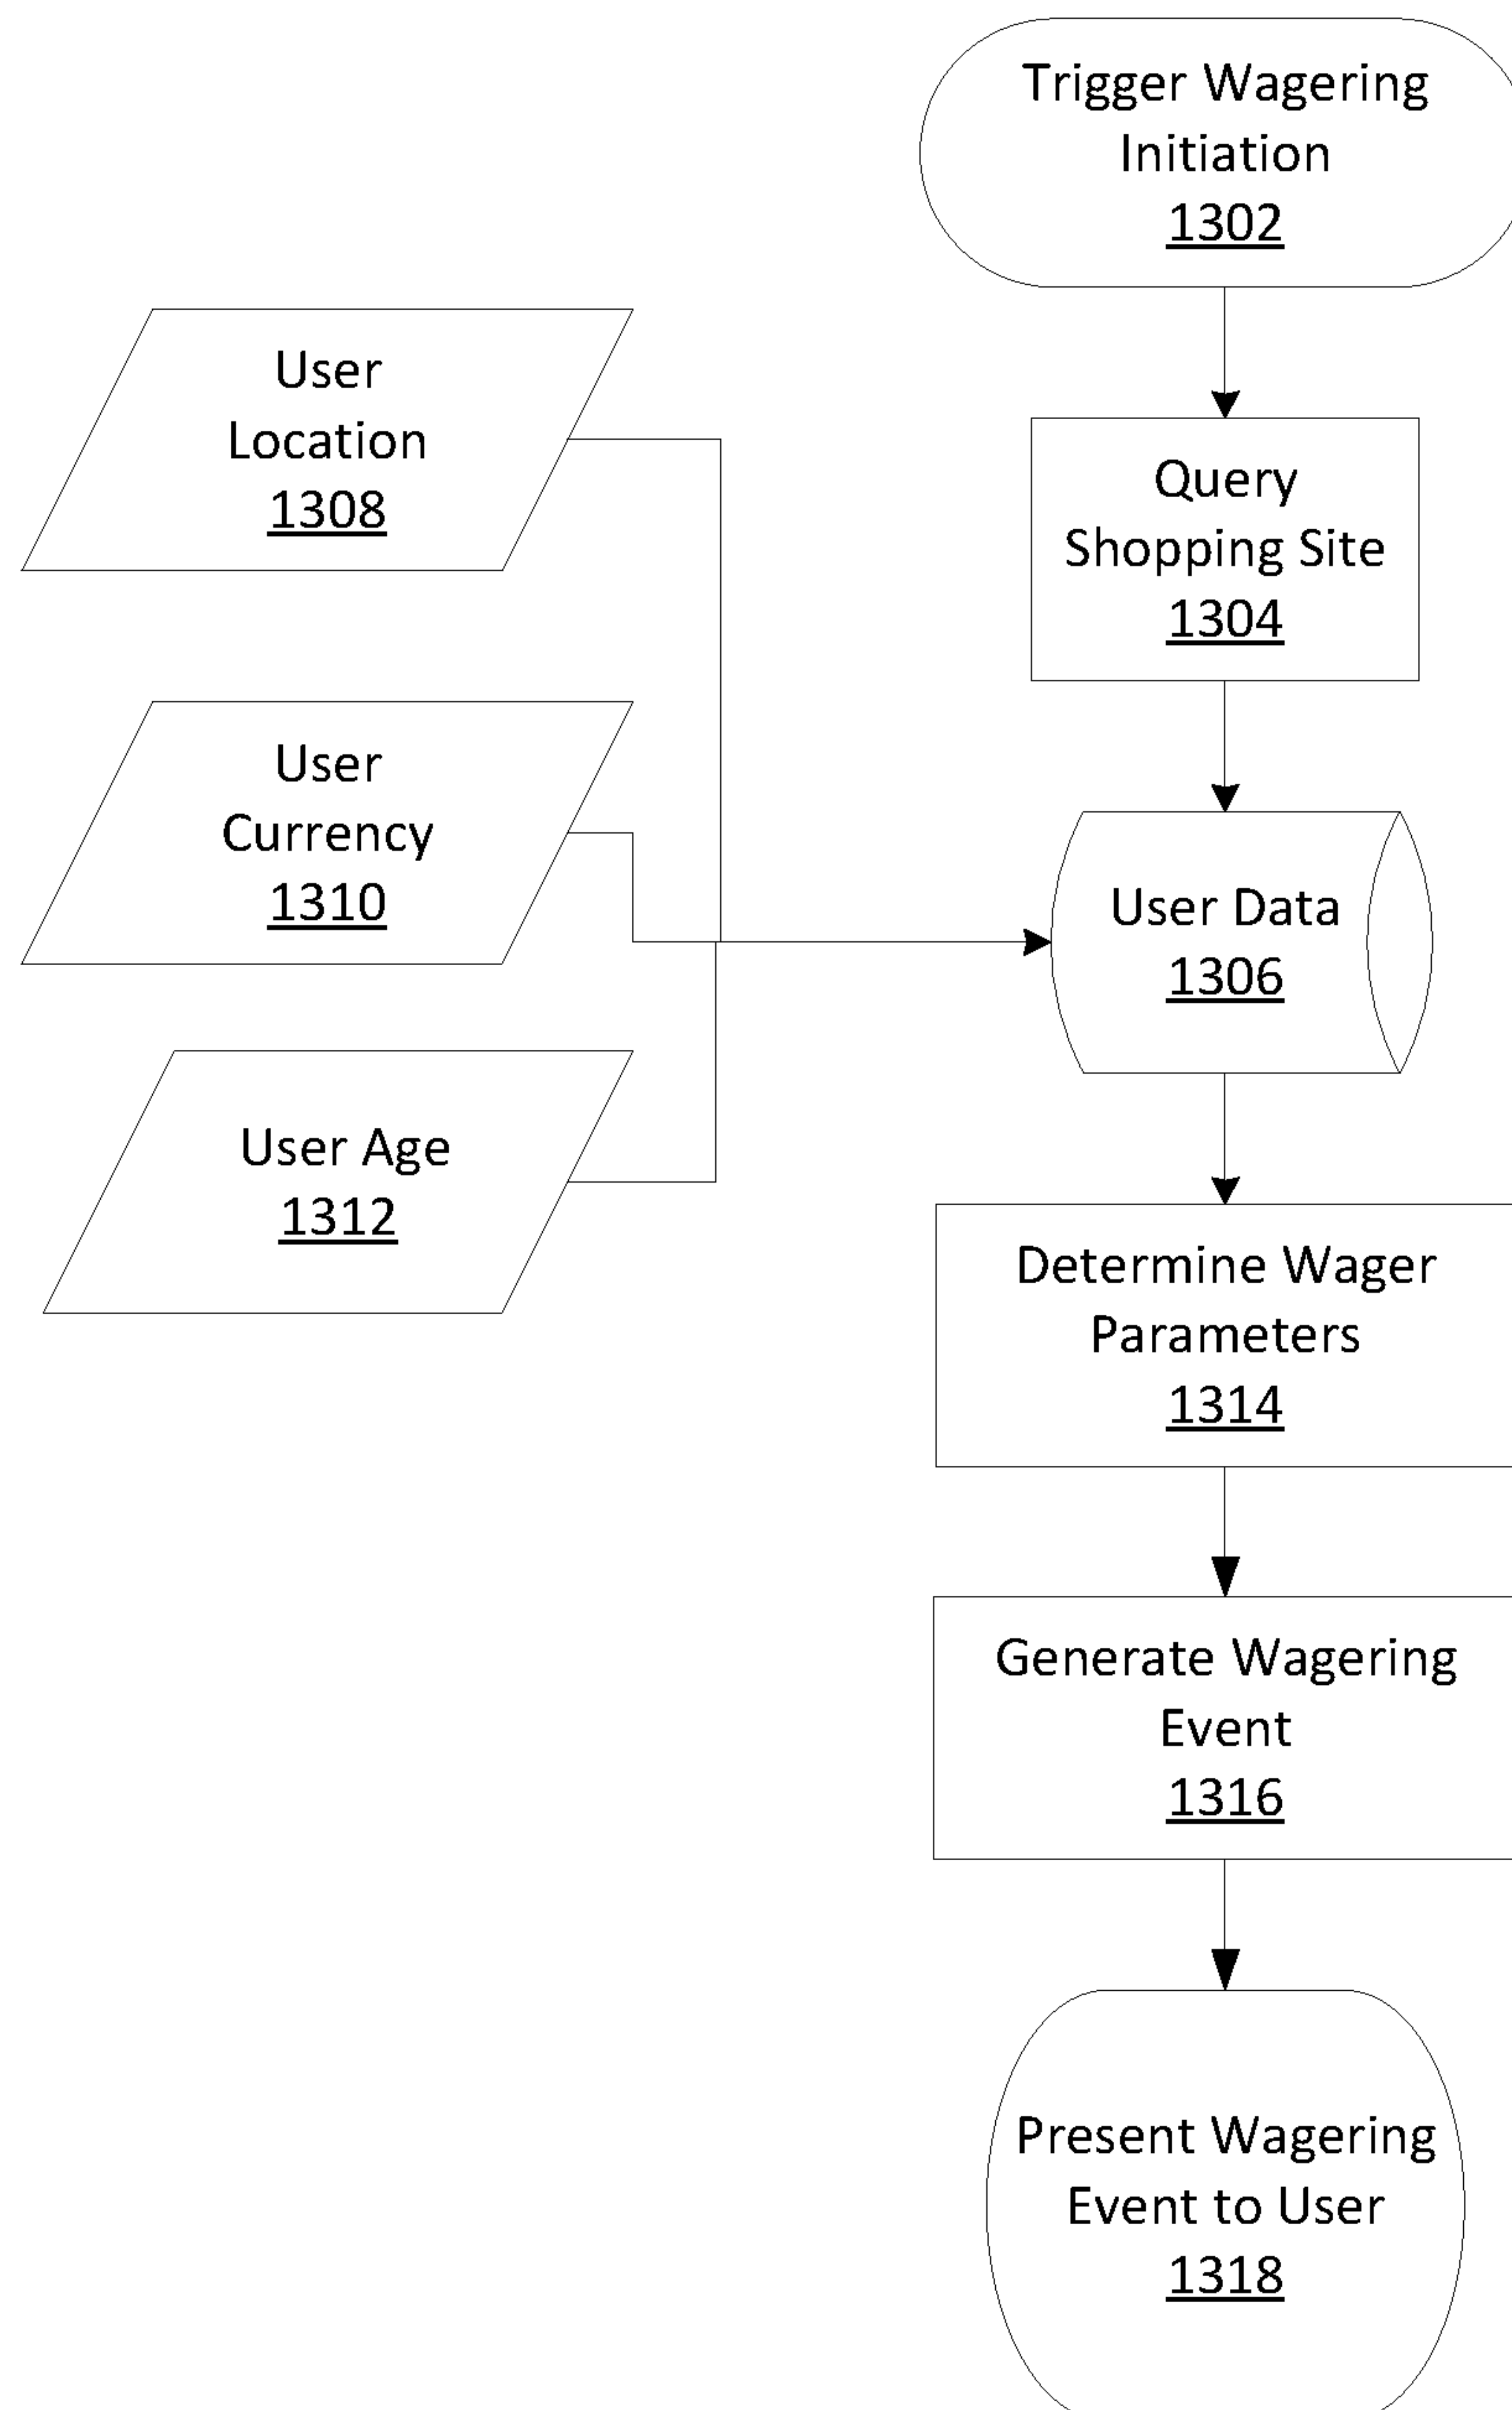 Trigger Wagering
Initiation
1302
User
Location
1308
Query
Shopping Site
1304
User
Currency
1310
User Data
1306
User Age
1312
Determine Wager
Parameters
1314
Generate Wagering
Event
1316
Present Wagering
Event to User
1318